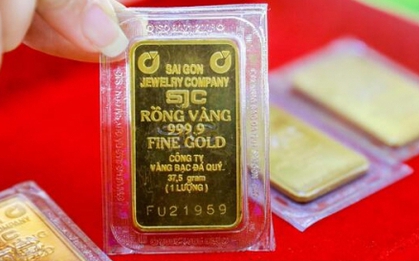 SAI GON
JEWELRY COMPANY
SJC
RỒNG VÀNG
999.9
FINE GOLD
CÔNG TY
VÀNG BẠC ĐÁ QUÝ.
37,5 gram
(1 LƯỢNG)
FU21959